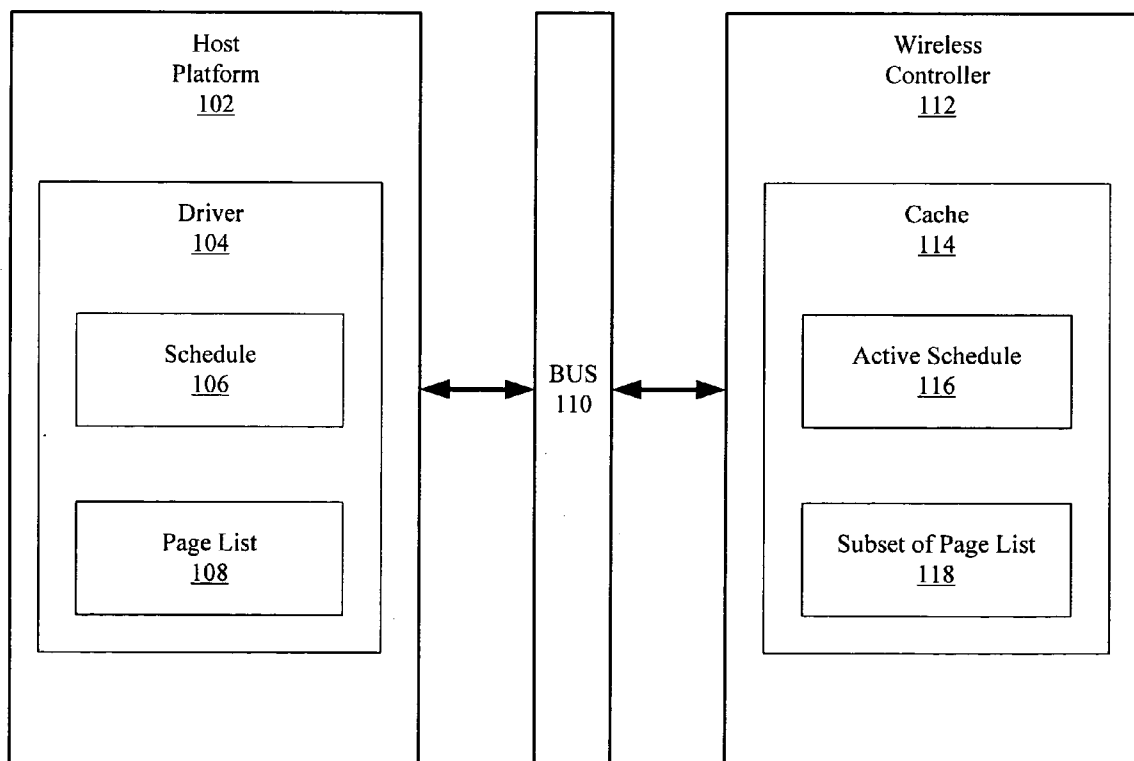 Host
Platform
102
Driver
104
Schedule
106
Page List
108
BUS
110
Wireless
Controller
112
Cache
114
Active Schedule
116
Subset of Page List
118